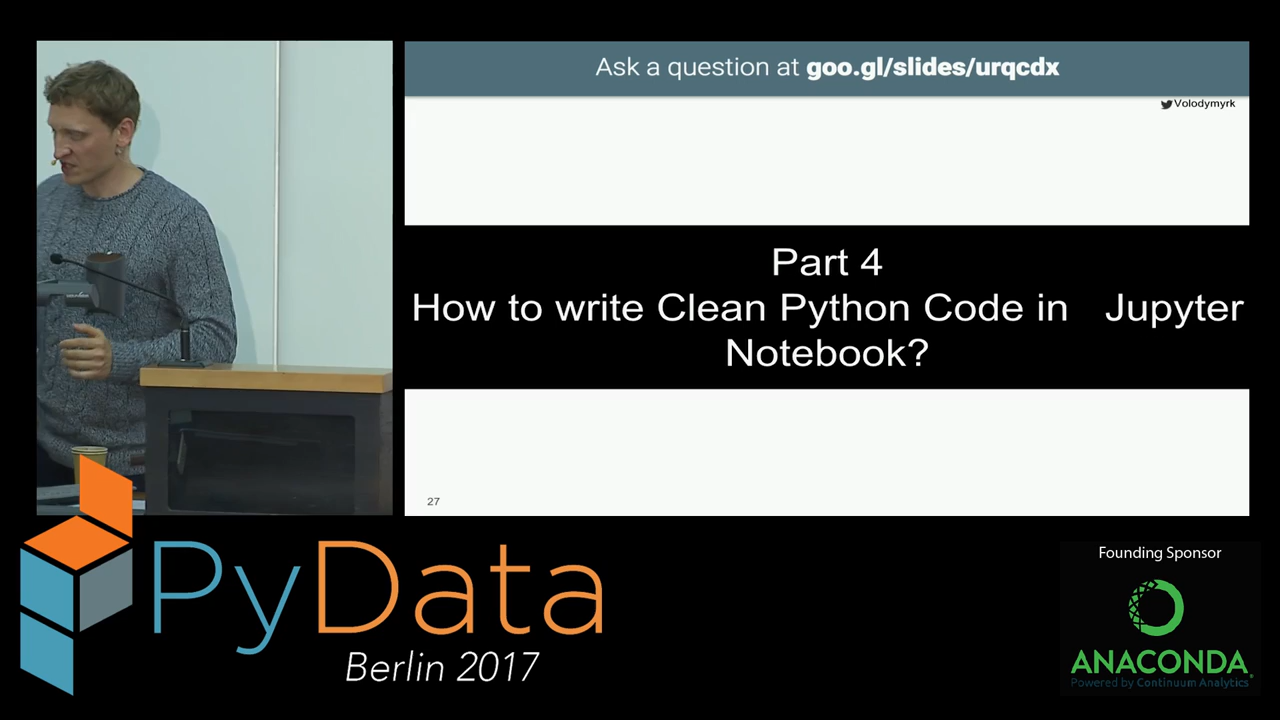 Ask a question at goo.gl/slides/urqcdx
Volodymyrk
Part 4
How to write Clean Python Code in Jupyter
Notebook?
27
PyData
Berlin 2017
Founding Sponsor
ANACONDA
Powered by Continuum Analytics